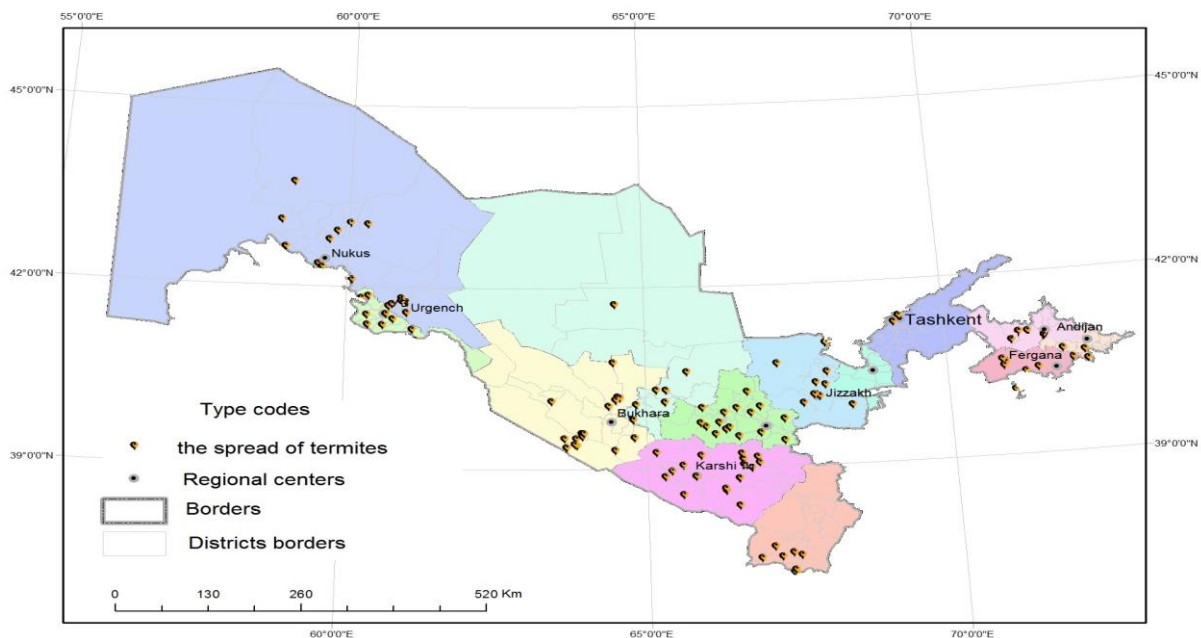 55°0'0"E 60°0'0"E 65°0'0"E 70°0'0"E
45°0'0"N 45°0'0"N
42°0'0"N 42°0'0"N
39°0'0"N 39°0'0"N
Nukus
Urgench
Tashkent
Andijan
Fergana
Jizzakh
Bukhara
Karshi
Type codes
the spread of termites
Regional centers
Borders
Districts borders
0 130 260 520 Km
60°0'0"E 65°0'0"E 70°0'0"E